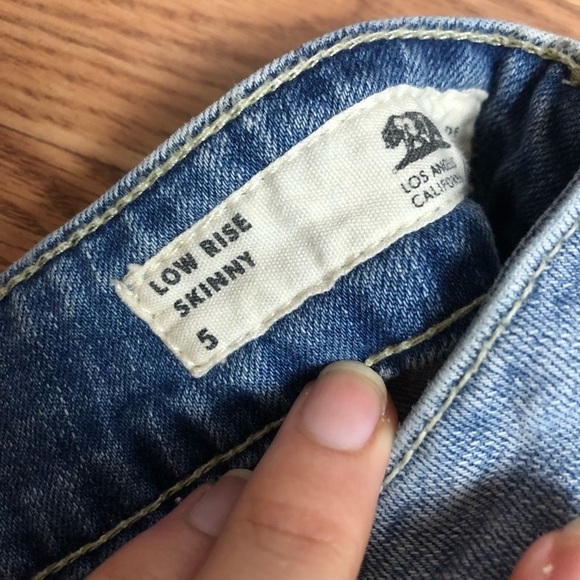 LOW RISE
SKINNY
5
LOS ANGELES
CALIFORNIA